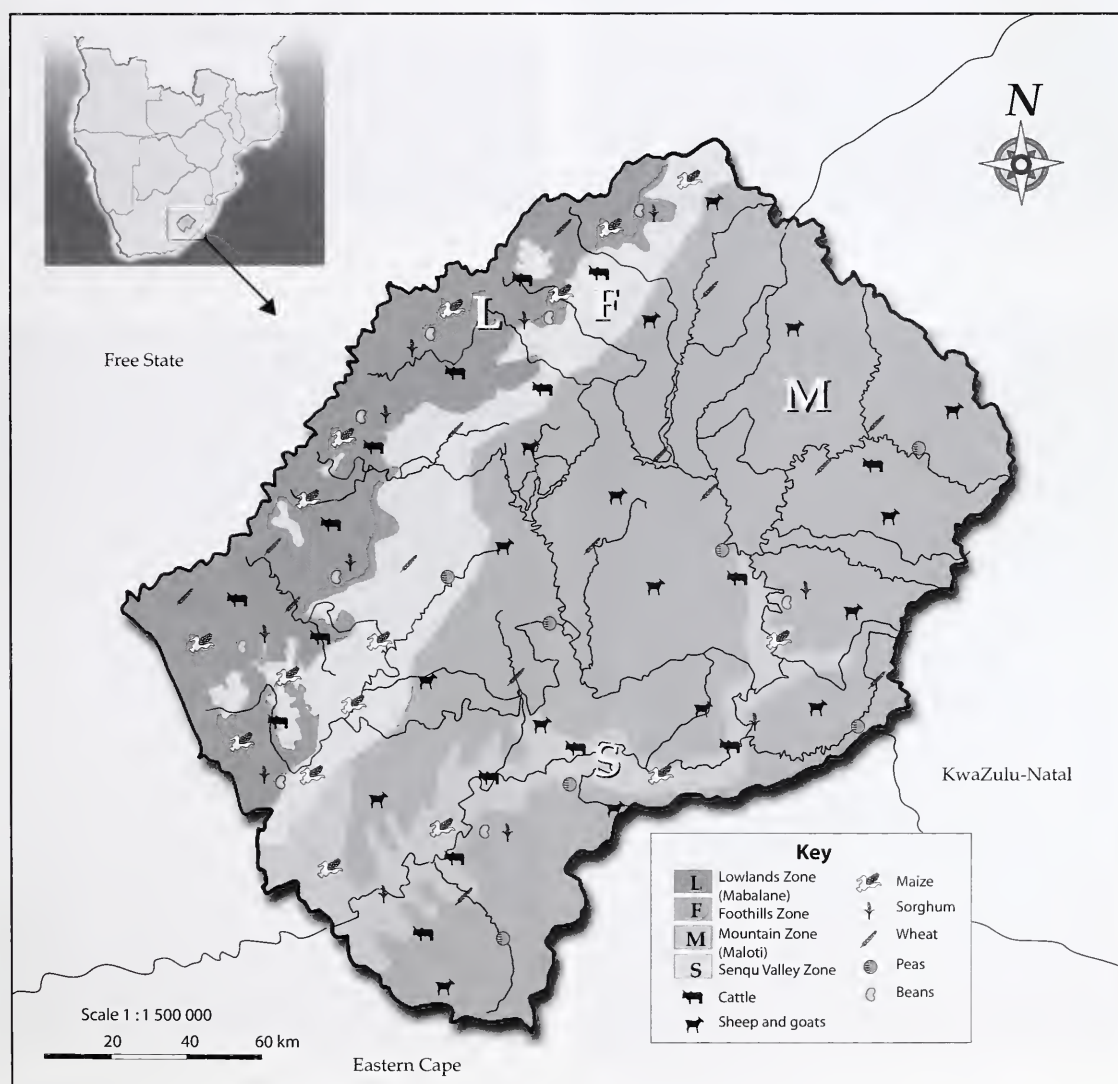 N
Free State
L
F
M
S
KwaZulu-Natal
Eastern Cape
Scale 1 : 1 500 000
20 40 60 km
Key
L Lowlands Zone
(Mabalane)
F Foothills Zone
M Mountain Zone
(Maloti)
S Senqu Valley Zone
Cattle
Sheep and goats
Maize
Sorghum
Wheat
Peas
Beans